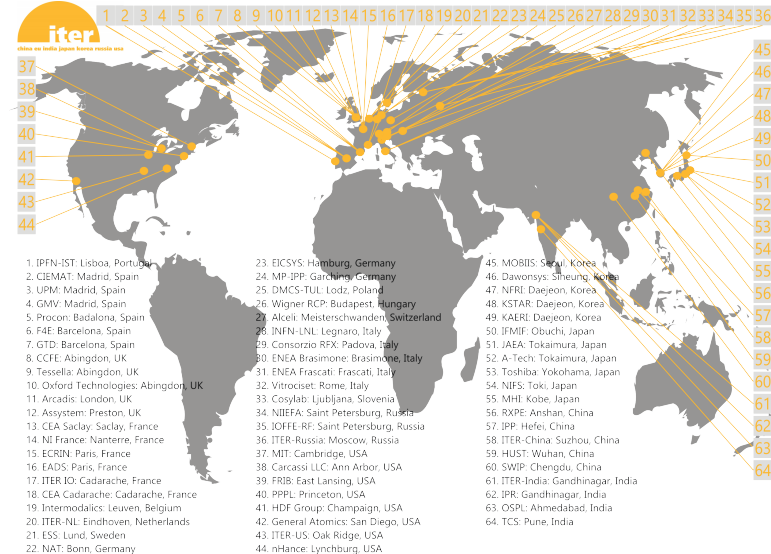 1 2 3 4 5 6 7 8 9 10 11 12 13 14 15 16 17 18 19 20 21 22 23 24 25 26 27 28 29 30 31 32 33 34 35 36
iter
china eu india japan korea russia usa
37
38
39
40
41
42
43
44
45
46
47
48
49
50
51
52
53
54
55
56
57
58
59
60
61
62
63
64
1. IPFN-IST: Lisboa, Portugal
2. CIEMAT: Madrid, Spain
3. UPM: Madrid, Spain
4. GMV: Madrid, Spain
5. Procon: Badalona, Spain
6. F4E: Barcelona, Spain
7. GTD: Barcelona, Spain
8. CCFE: Abingdon, UK
9. Tessella: Abingdon, UK
10. Oxford Technologies: Abingdon, UK
11. Arcadis: London, UK
12. Assystem: Preston, UK
13. CEA Saclay: Saclay, France
14. NI France: Nanterre, France
15. ECRIN: Paris, France
16. EADS: Paris, France
17. ITER IO: Cadarache, France
18. CEA Cadarache: Cadarache, France
19. Intermodalics: Leuven, Belgium
20. ITER-NL: Eindhoven, Netherlands
21. ESS: Lund, Sweden
22. NAT: Bonn, Germany
23. EICSYS: Hamburg, Germany
24. MP-IPP: Garching, Germany
25. DMCS-TUL: Lodz, Poland
26. Wigner RCP: Budapest, Hungary
27. Alceli: Meisterschwanden, Switzerland
28. INFN-LNL: Legnaro, Italy
29. Consorzio RFX: Padova, Italy
30. ENEA Brasimone: Brasimone, Italy
31. ENEA Frascati: Frascati, Italy
32. Vitrociset: Rome, Italy
33. Cosylab: Ljubljana, Slovenia
34. NIIEFA: Saint Petersburg, Russia
35. IOFFE-RF: Saint Petersburg, Russia
36. ITER-Russia: Moscow, Russia
37. MIT: Cambridge, USA
38. Carcassi LLC: Ann Arbor, USA
39. FRIB: East Lansing, USA
40. PPPL: Princeton, USA
41. HDF Group: Champaign, USA
42. General Atomics: San Diego, USA
43. ITER-US: Oak Ridge, USA
44. nHance: Lynchburg, USA
45. MOBIIS: Seoul, Korea
46. Dawonsys: Siheung, Korea
47. NFRI: Daejeon, Korea
48. KSTAR: Daejeon, Korea
49. KAERI: Daejeon, Korea
50. IFMIF: Obuchi, Japan
51. JAEA: Tokaimura, Japan
52. A-Tech: Tokaimura, Japan
53. Toshiba: Yokohama, Japan
54. NIFS: Toki, Japan
55. MHI: Kobe, Japan
56. RXPE: Anshan, China
57. IPP: Hefei, China
58. ITER-China: Suzhou, China
59. HUST: Wuhan, China
60. SWIP: Chengdu, China
61. ITER-India: Gandhinagar, India
62. IPR: Gandhinagar, India
63. OSPL: Ahmedabad, India
64. TCS: Pune, India